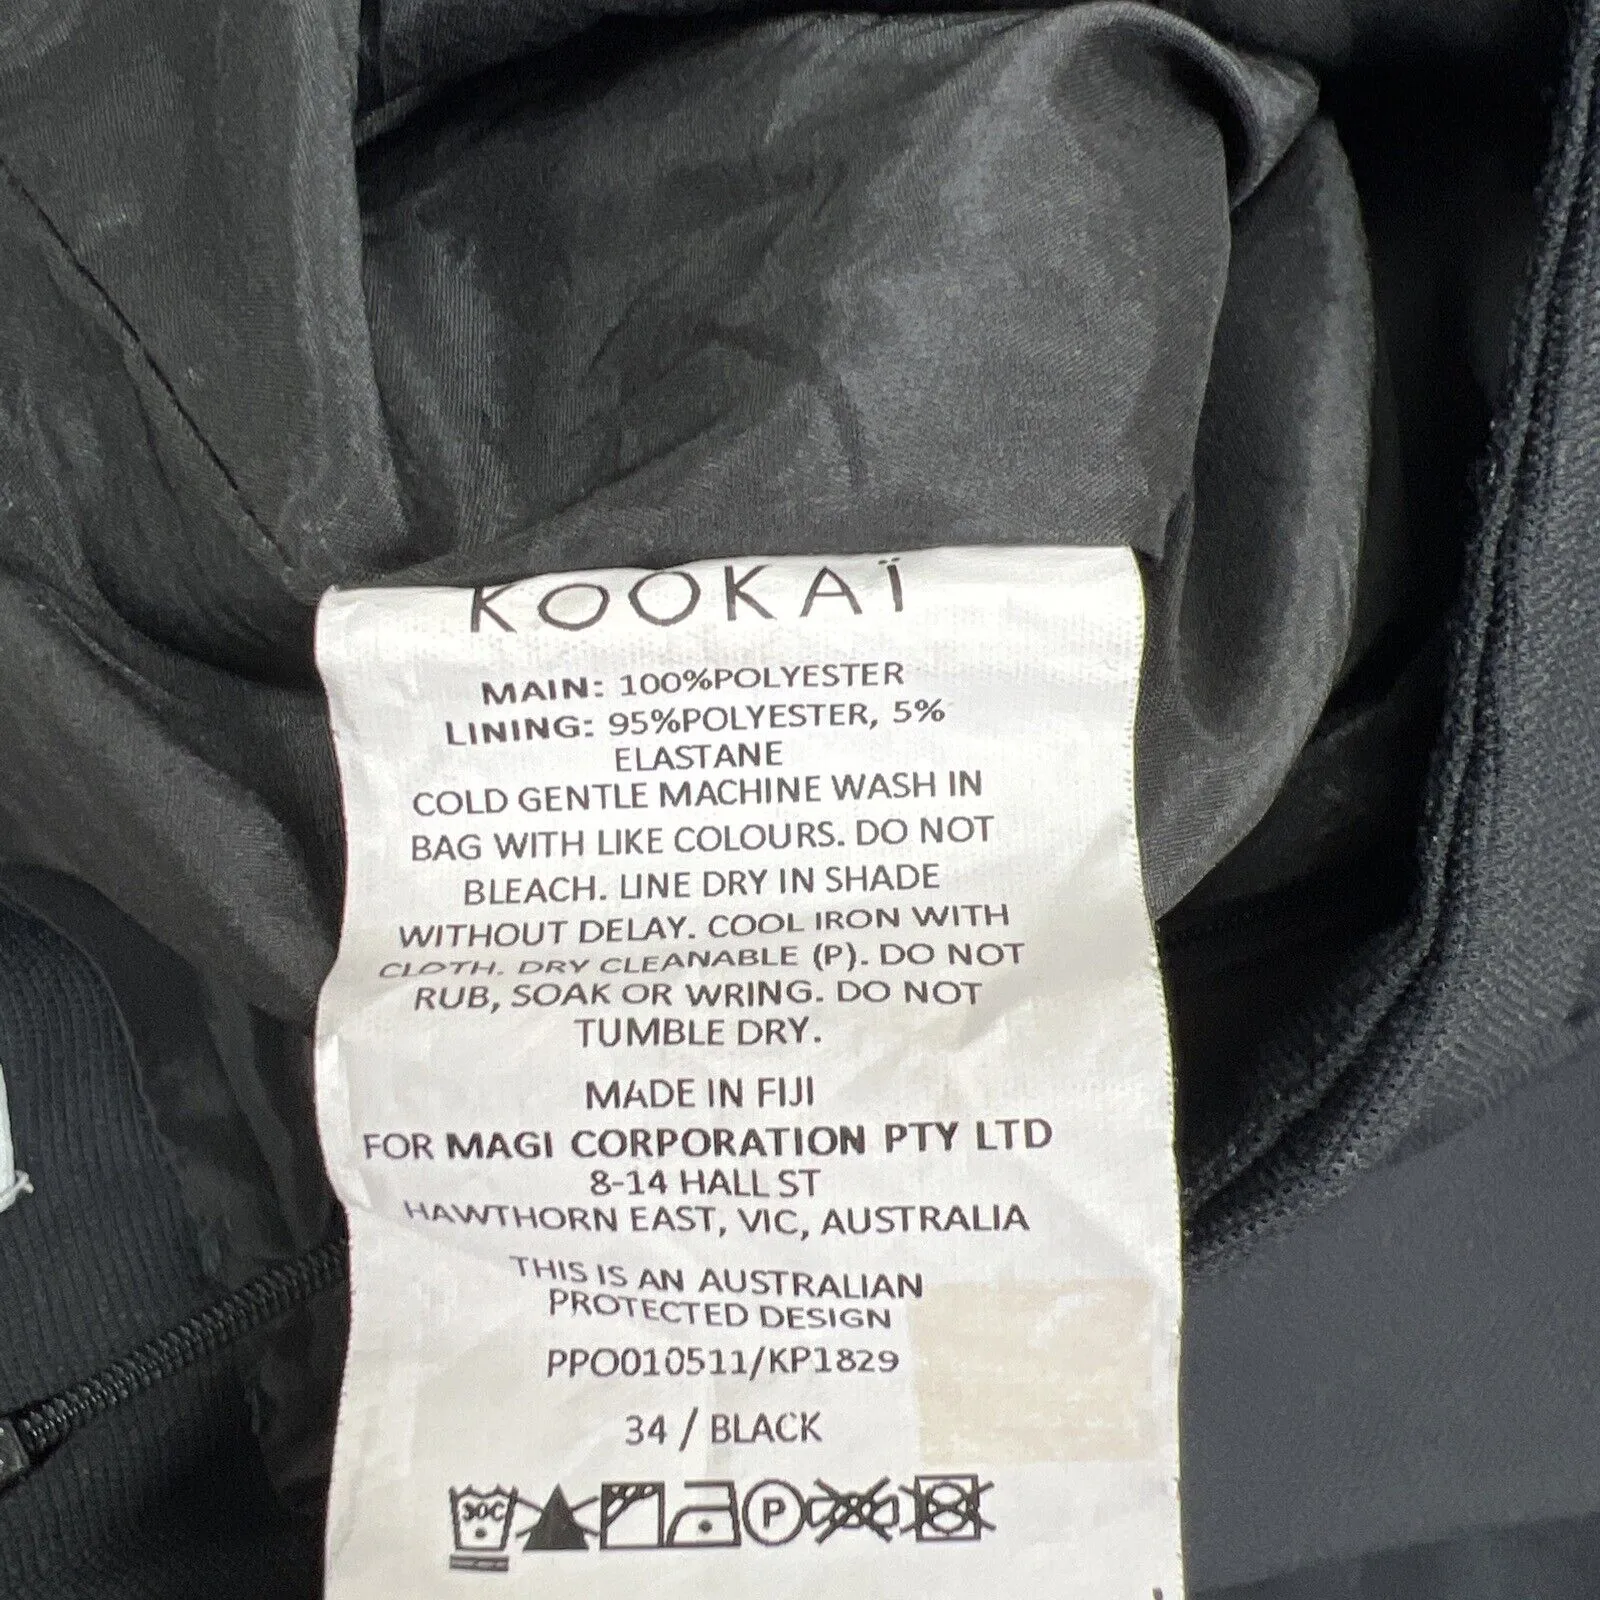 KOOKAÏ
MAIN: 100%POLYESTER
LINING: 95%POLYESTER, 5%
ELASTANE
COLD GENTLE MACHINE WASH IN
BAG WITH LIKE COLOURS. DO NOT
BLEACH. LINE DRY IN SHADE
WITHOUT DELAY. COOL IRON WITH
CLOTH. DRY CLEANABLE (P). DO NOT
RUB, SOAK OR WRING. DO NOT
TUMBLE DRY.
MADE IN FIJI
FOR MAGI CORPORATION PTY LTD
8-14 HALL ST
HAWTHORN EAST, VIC, AUSTRALIA
THIS IS AN AUSTRALIAN
PROTECTED DESIGN
PPO010511/KP1829
34 / BLACK
30C P